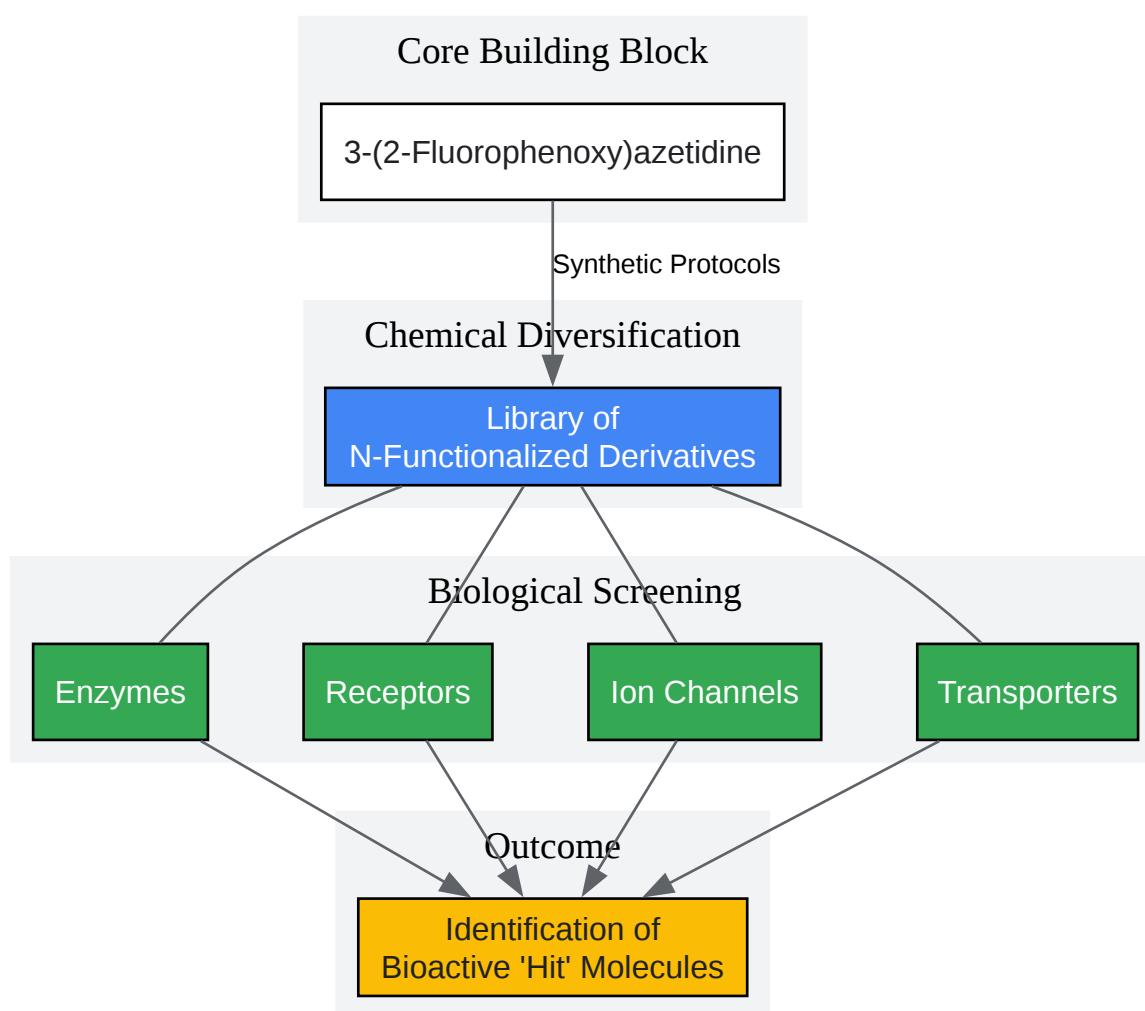 Core Building Block
3-(2-Fluorophenoxy)azetidine
Synthetic Protocols
Chemical Diversification
Library of
N-Functionalized Derivatives
Biological Screening
Enzymes
Receptors
Ion Channels
Transporters
Outcome
Identification of
Bioactive 'Hit' Molecules